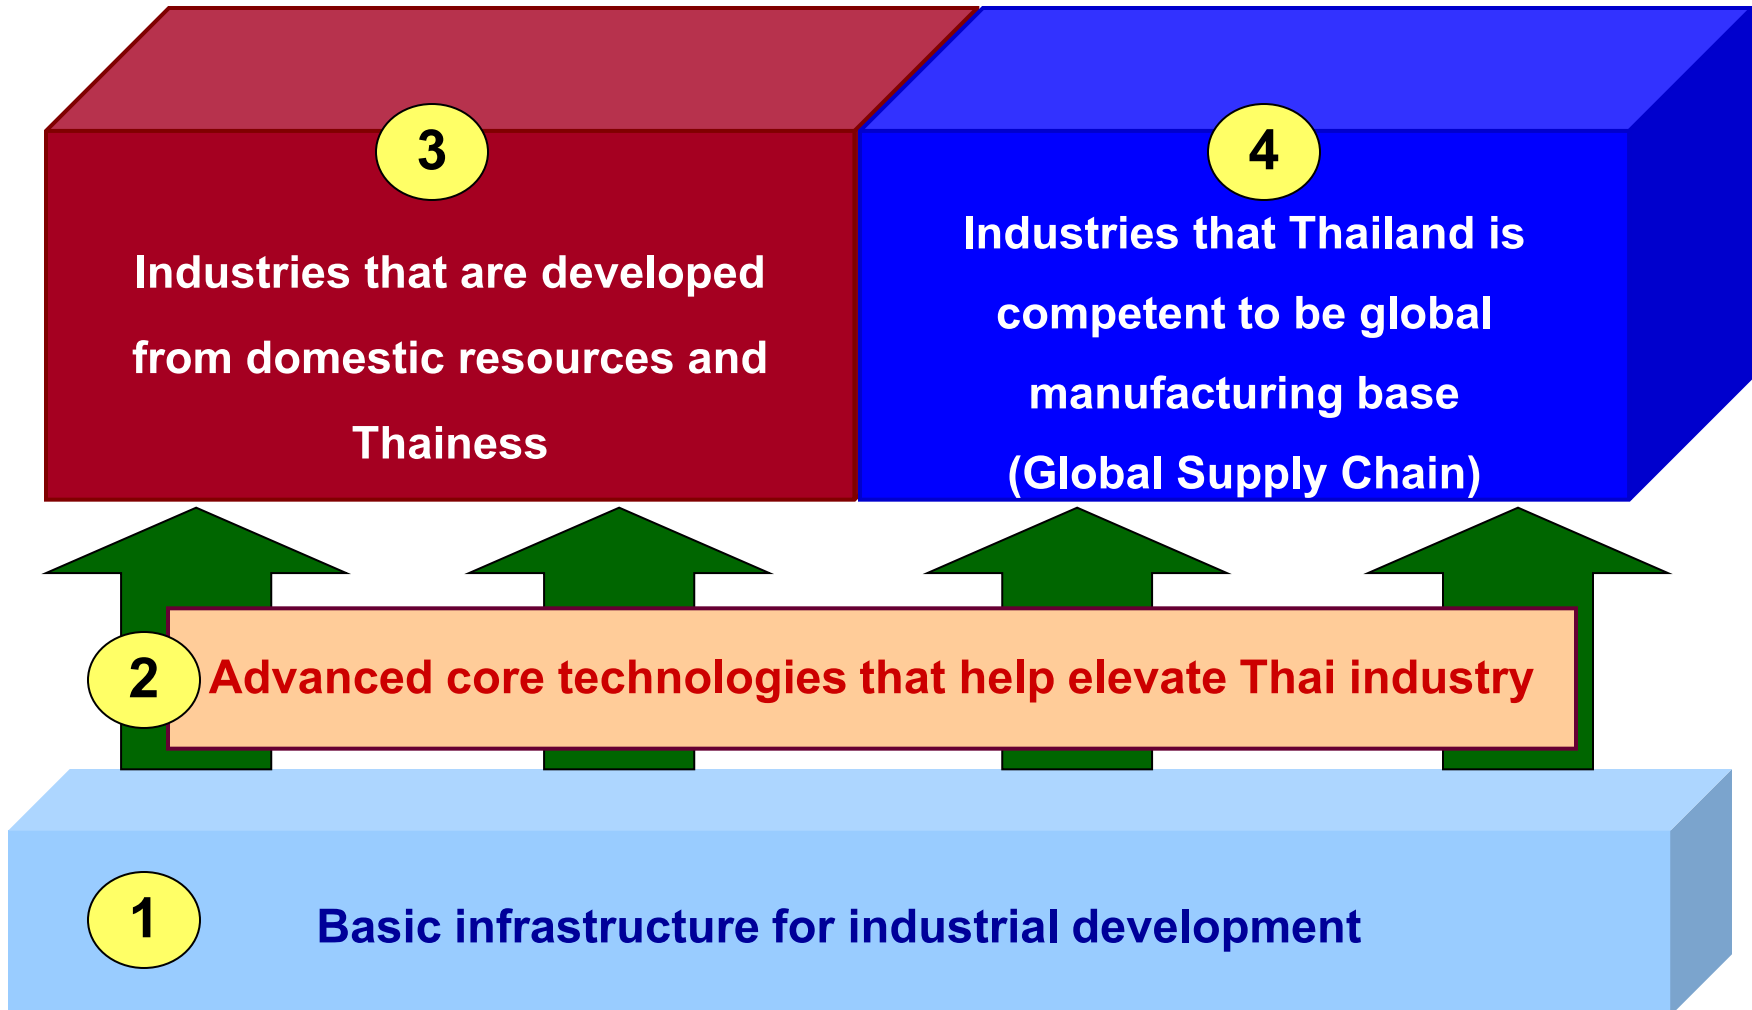 3
Industries that are developed
from domestic resources and
Thainess
4
Industries that Thailand is
competent to be global
manufacturing base
(Global Supply Chain)
2
Advanced core technologies that help elevate Thai industry
1
Basic infrastructure for industrial development